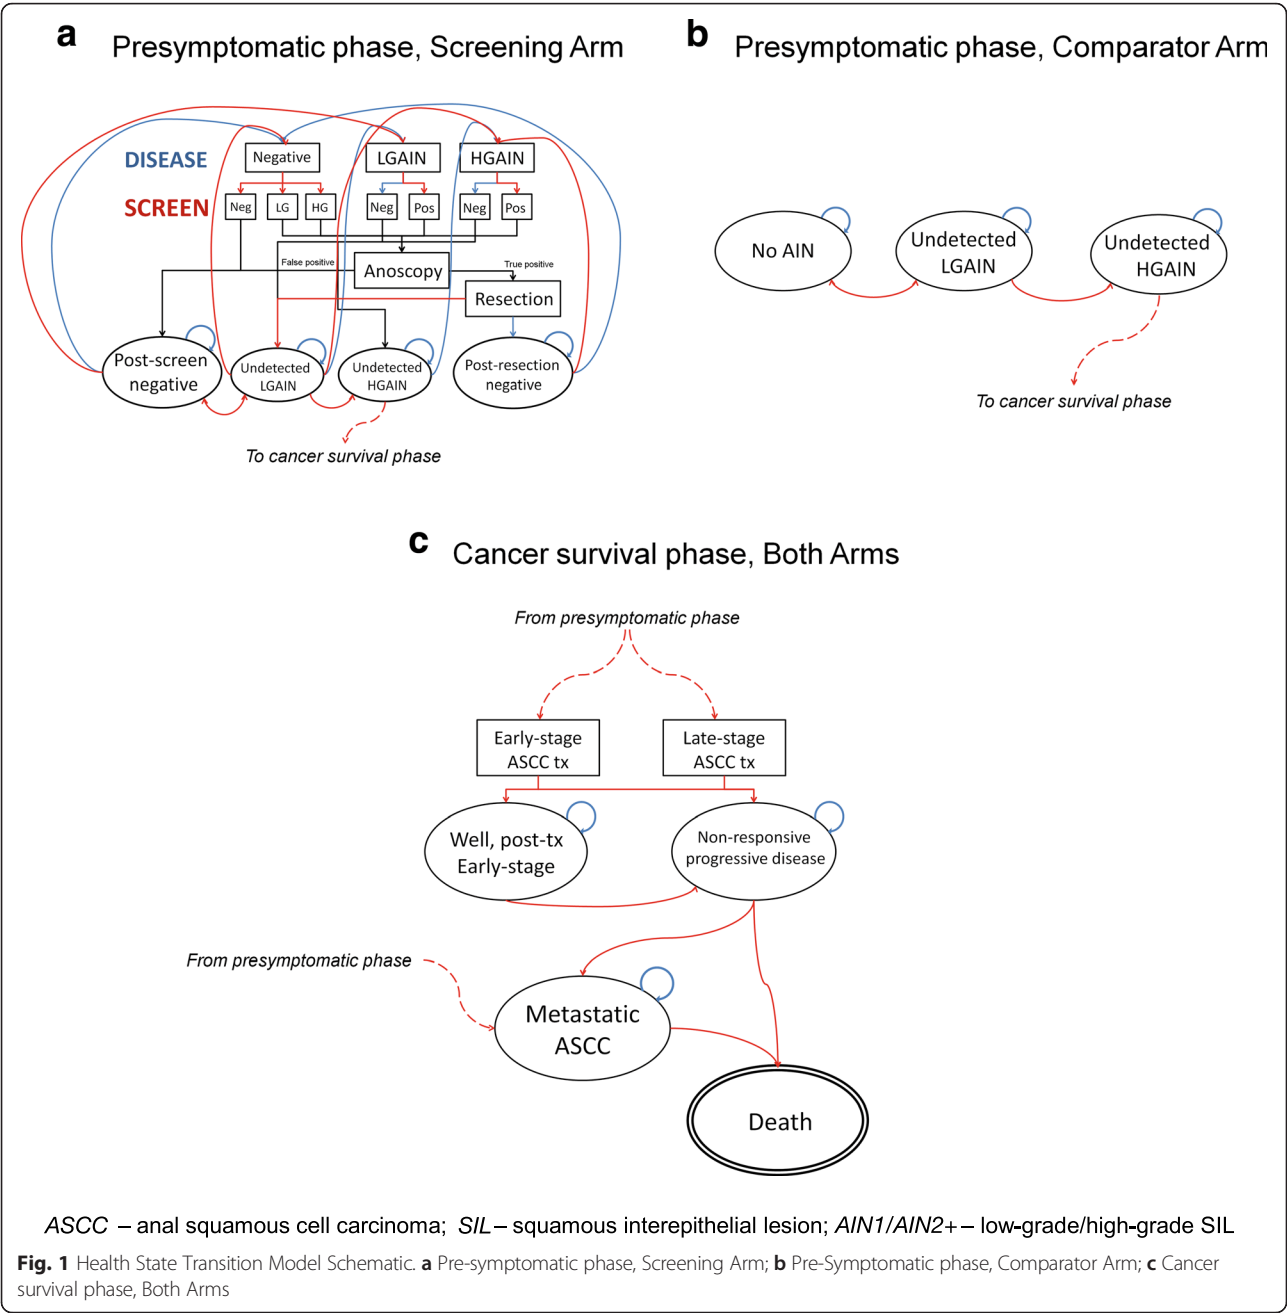 a Presymptomatic phase, Screening Arm
DISEASE
Negative
LGAIN
HGAIN
SCREEN
Neg
LG
HG
Neg
Pos
Neg
Pos
False positive
Anoscopy
True positive
Resection
Post-screen
negative
Undetected
LGAIN
Undetected
HGAIN
Post-resection
negative
To cancer survival phase
b Presymptomatic phase, Comparator Arm
No AIN
Undetected
LGAIN
Undetected
HGAIN
To cancer survival phase
c Cancer survival phase, Both Arms
From presymptomatic phase
Early-stage
ASCC tx
Late-stage
ASCC tx
Well, post-tx
Early-stage
Non-responsive
progressive disease
From presymptomatic phase
Metastatic
ASCC
Death
ASCC – anal squamous cell carcinoma; SIL– squamous interepithelial lesion; AIN1/AIN2+– low-grade/high-grade SIL
Fig. 1 Health State Transition Model Schematic. a Pre-symptomatic phase, Screening Arm; b Pre-Symptomatic phase, Comparator Arm; c Cancer
survival phase, Both Arms